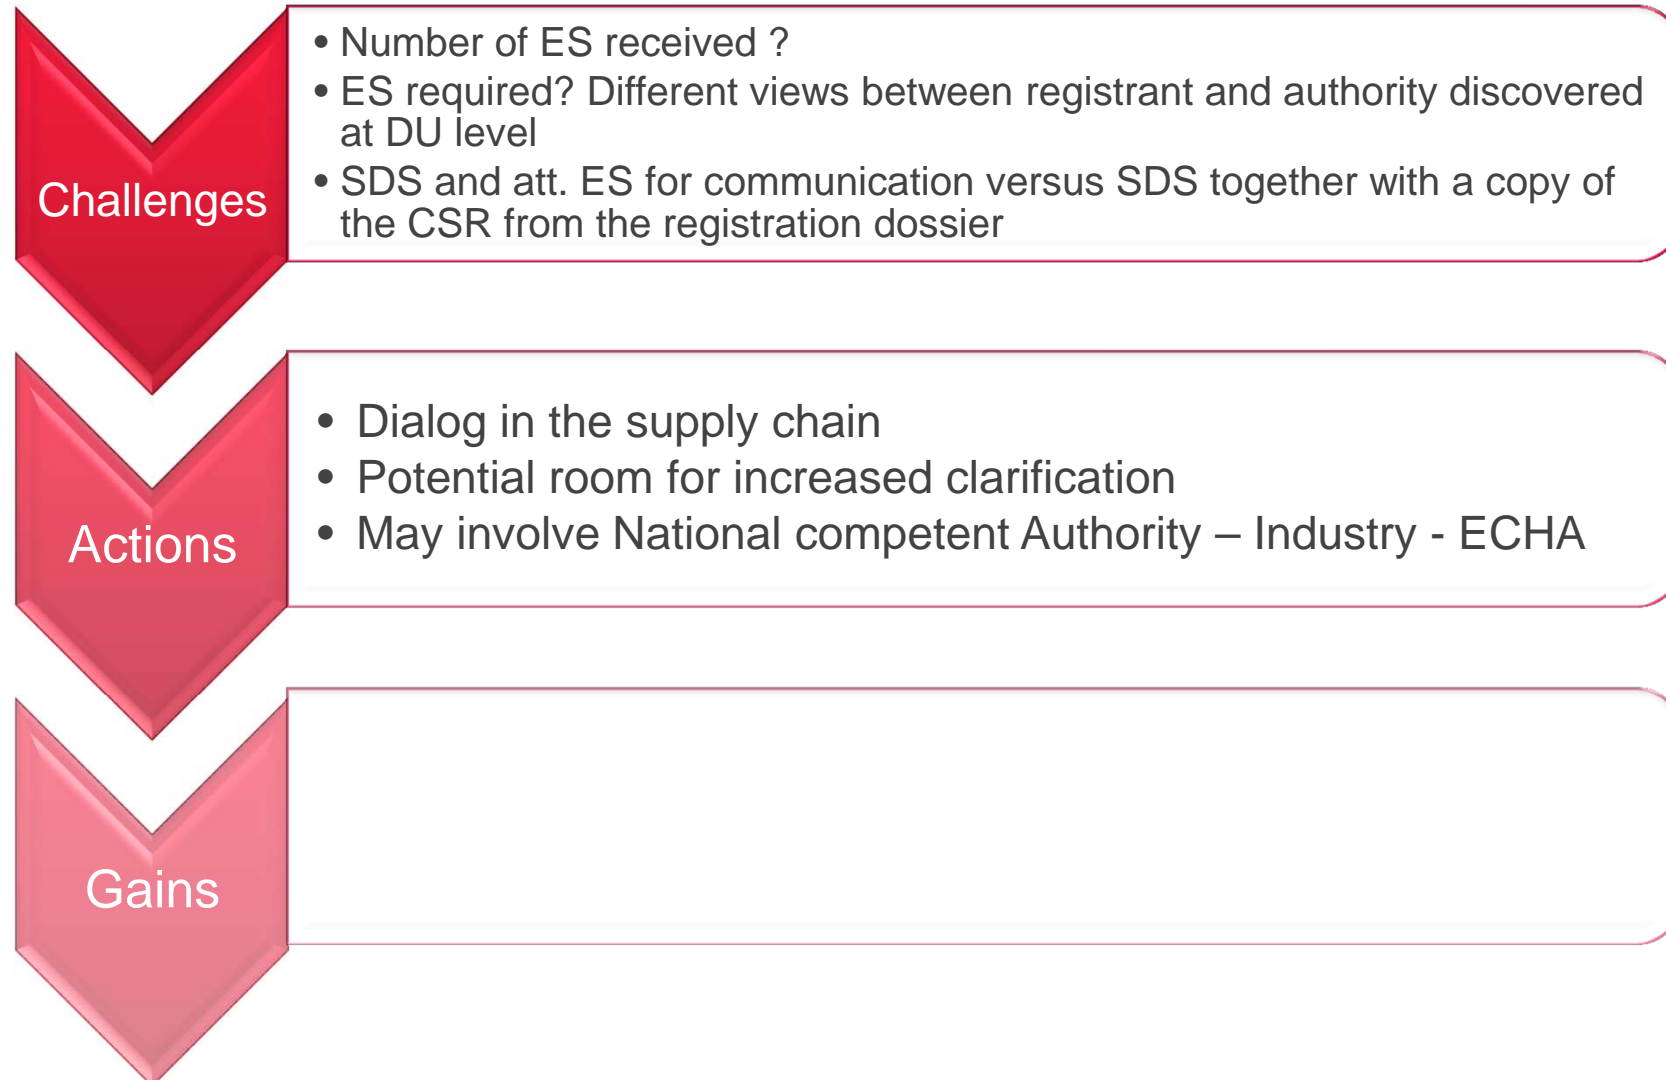 Challenges
• Number of ES received ?
• ES required? Different views between registrant and authority discovered
at DU level
• SDS and att. ES for communication versus SDS together with a copy of
the CSR from the registration dossier
Actions
• Dialog in the supply chain
• Potential room for increased clarification
• May involve National competent Authority – Industry - ECHA
Gains